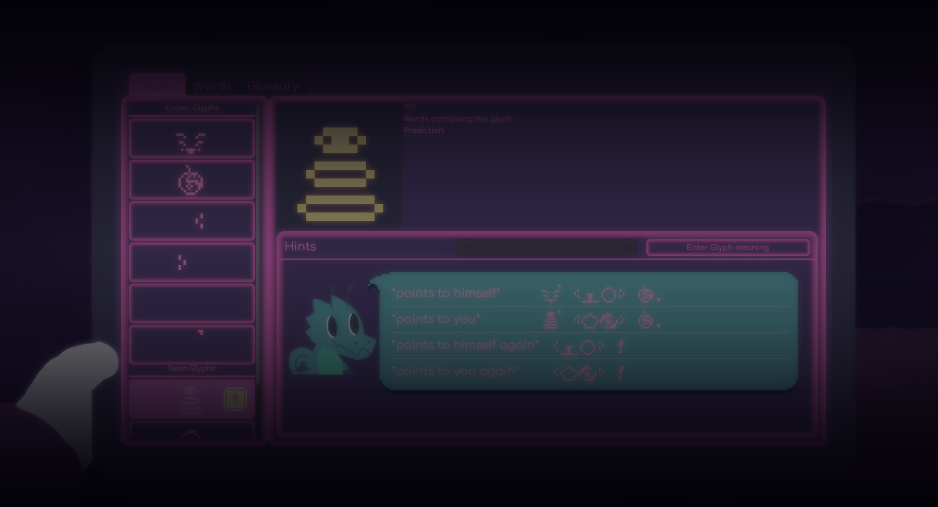 Words Glossary
Known Glyphs
???
Words containing this glyph:
Prediction:
Hints
Enter Glyph meaning
*points to himself*
*points to you*
*points to himself again*
*points to you again*
Seen Glyphs